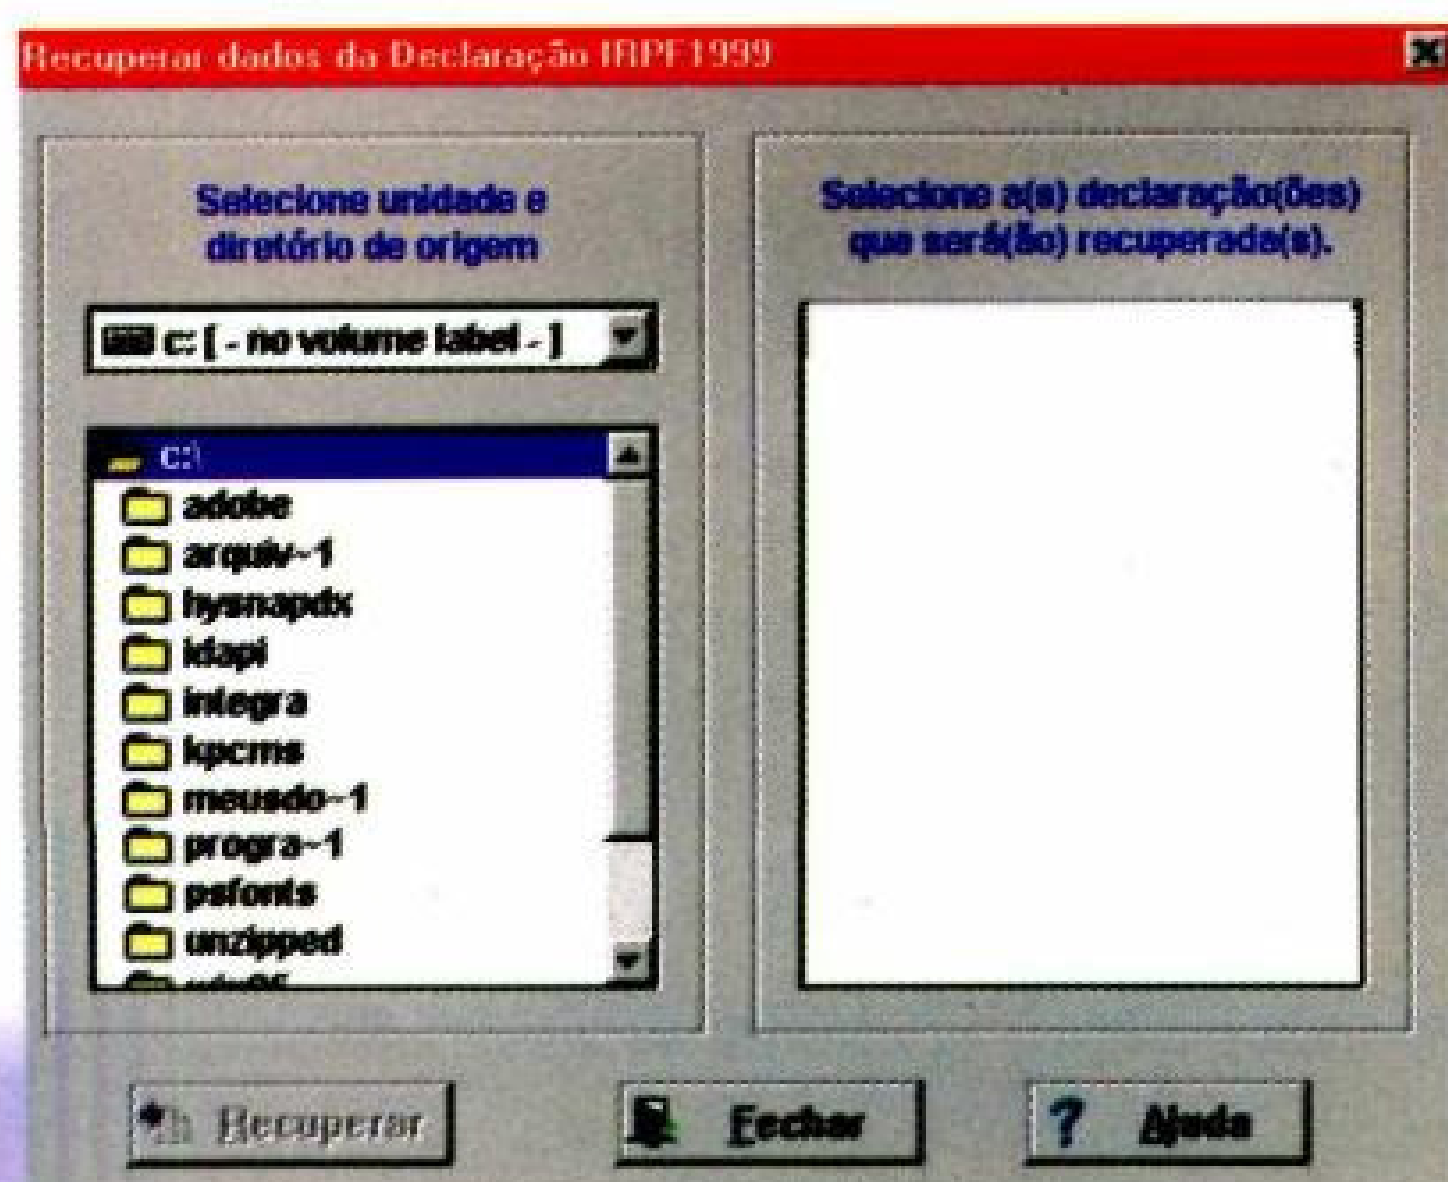 Recuperar dados da Declaração IRPF1999
Selecione unidade e
diretório de origem
c: [ - no volume label - ]
c:\
adobe
arquiv~1
hysnapdx
idapi
integra
kpcms
meusdo~1
progra~1
psfonts
unzipped
Selecione a(s) declaração(ões)
que será(ão) recuperada(s).
Recuperar
Fechar
? Ajuda